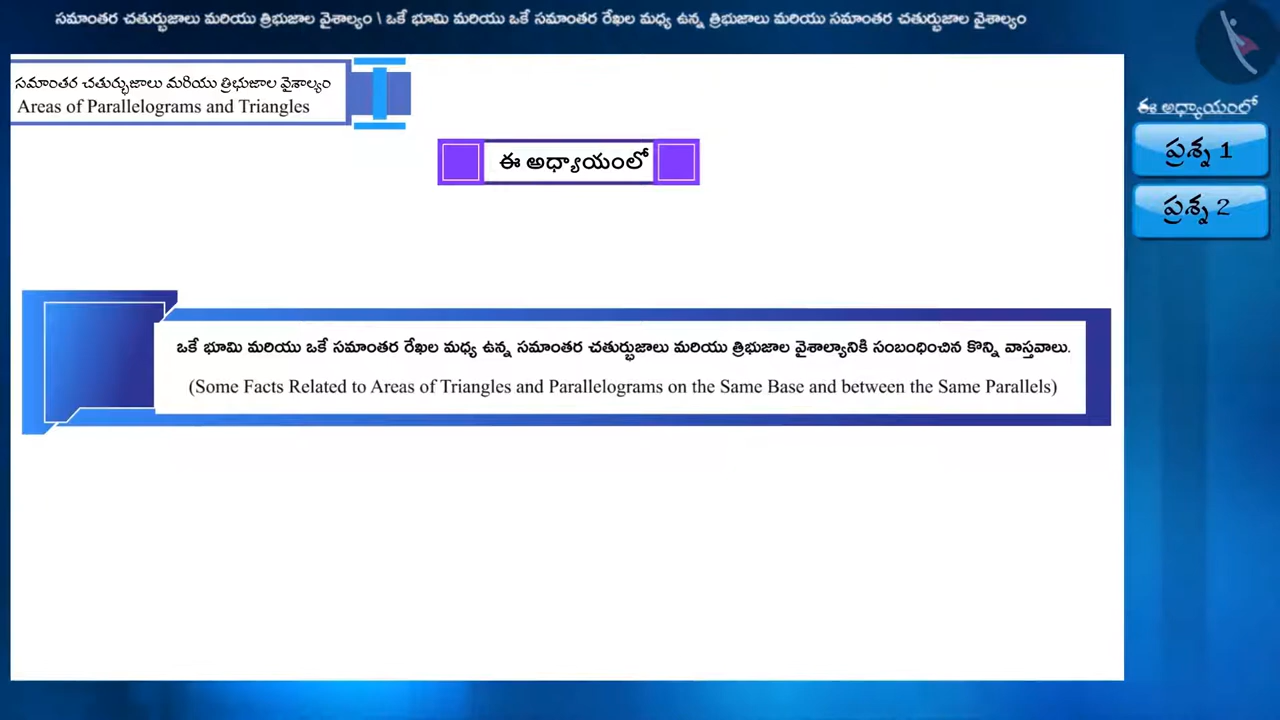 సమాంతర చతుర్భుజాలు మరియు త్రిభుజాల వైశాల్యం \ ఒకే భూమి మరియు ఒకే సమాంతర రేఖల మధ్య ఉన్న త్రిభుజాలు మరియు సమాంతర చతుర్భుజాల వైశాల్యం
సమాంతర చతుర్భుజాలు మరియు త్రిభుజాల వైశాల్యం
Areas of Parallelograms and Triangles
ఈ అధ్యాయంలో
ఒకే భూమి మరియు ఒకే సమాంతర రేఖల మధ్య ఉన్న సమాంతర చతుర్భుజాలు మరియు త్రిభుజాల వైశాల్యానికి సంబంధించిన కొన్ని వాస్తవాలు.
(Some Facts Related to Areas of Triangles and Parallelograms on the Same Base and between the Same Parallels)
ఈ అధ్యాయంలో
ప్రశ్న 1
ప్రశ్న 2